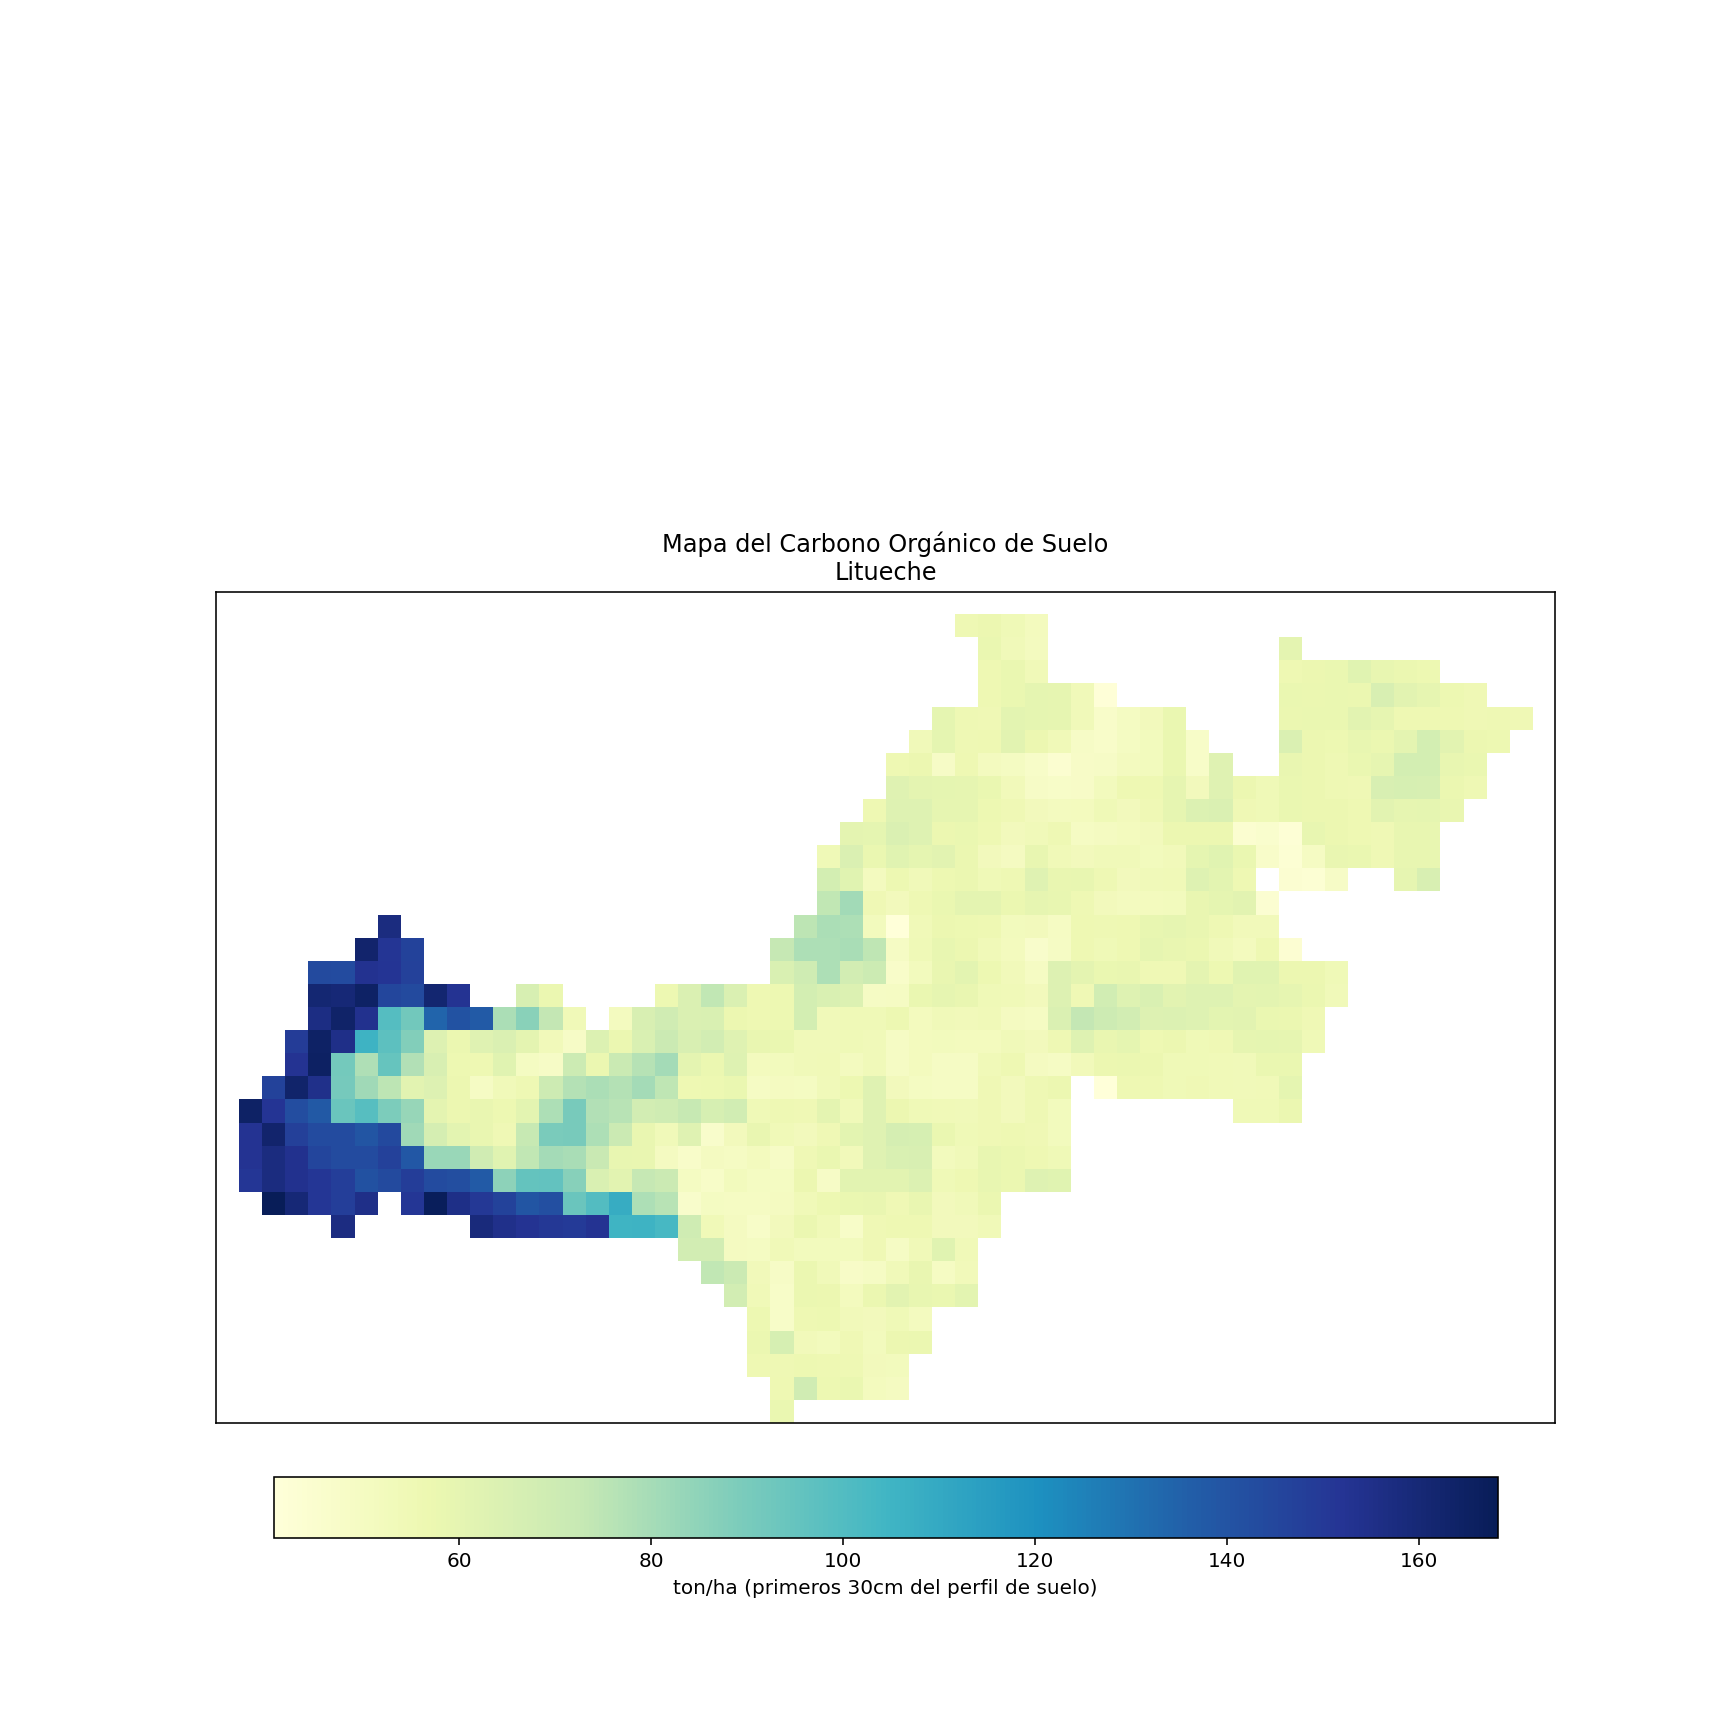 Mapa del Carbono Orgánico de Suelo
Litueche
60 80 100 120 140 160
ton/ha (primeros 30cm del perfil de suelo)